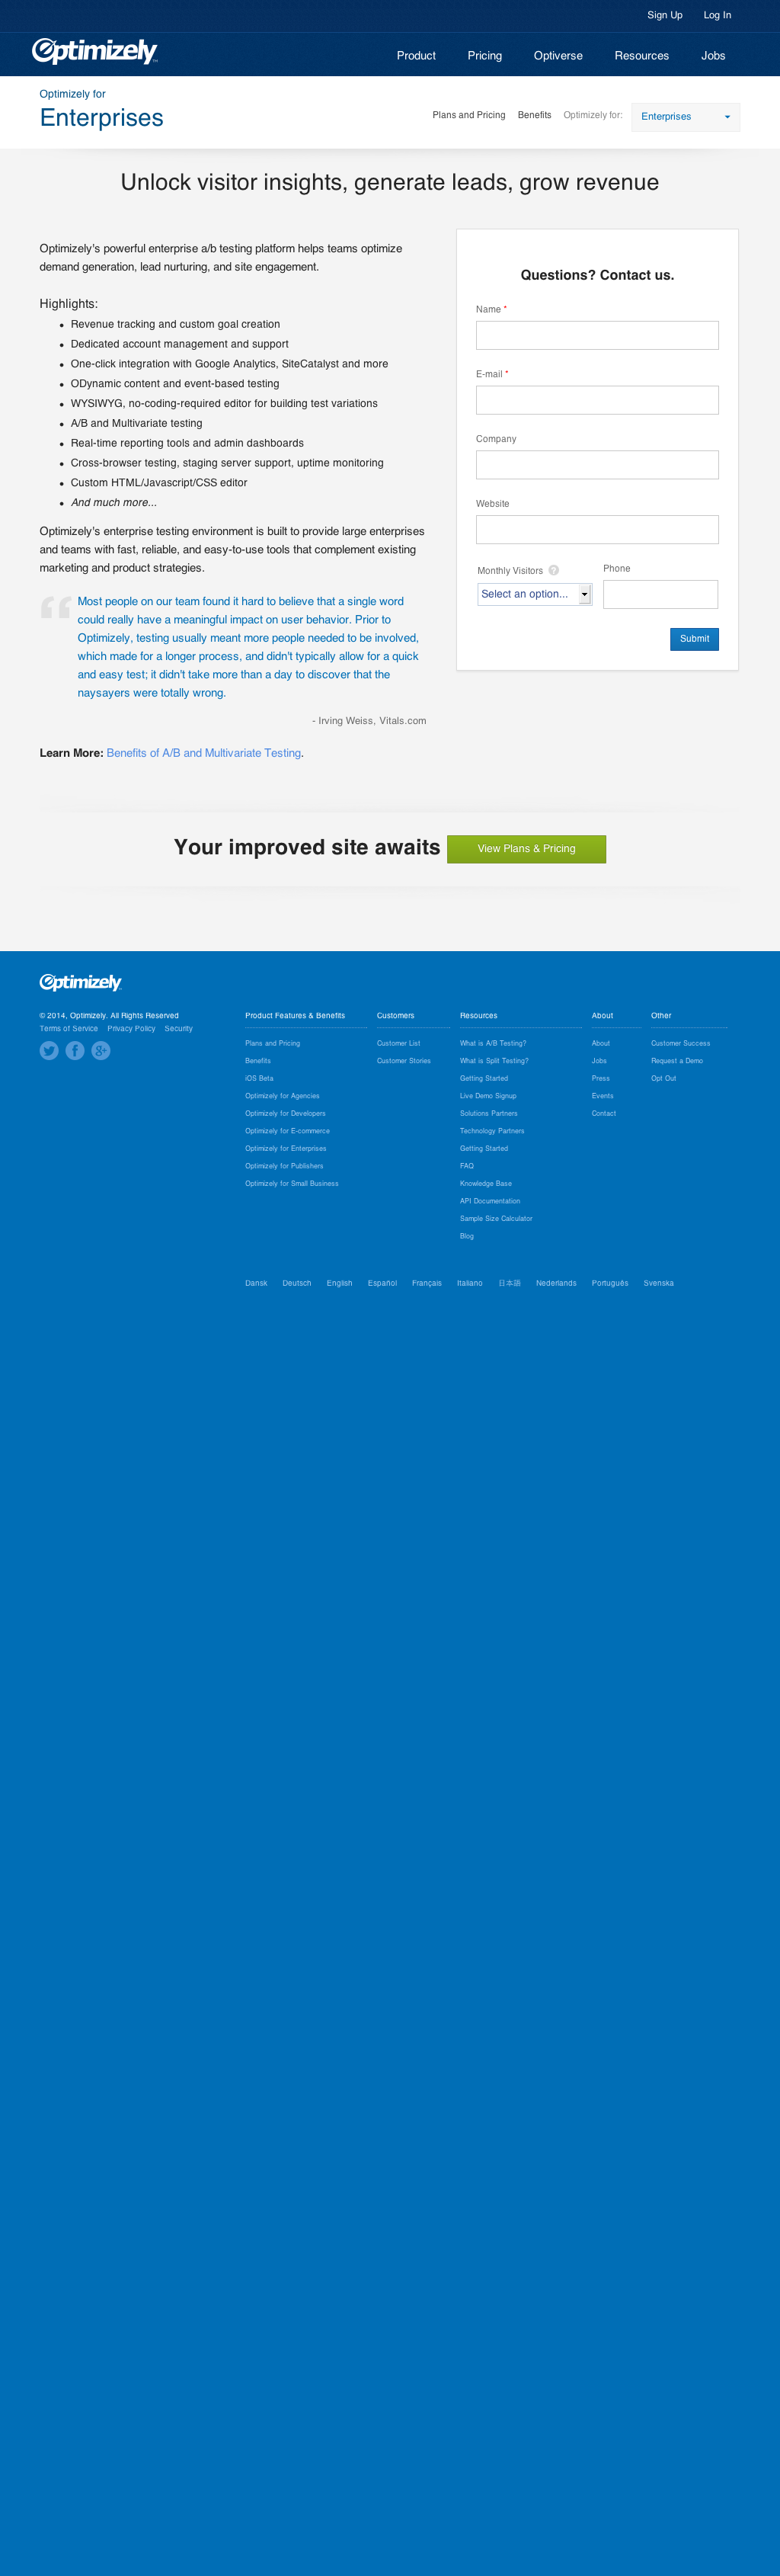 Sign Up Log In
Optimizely
Product Pricing Optiverse Resources Jobs
Optimizely for
Enterprises
Plans and Pricing Benefits Optimizely for: Enterprises
Unlock visitor insights, generate leads, grow revenue
Optimizely's powerful enterprise a/b testing platform helps teams optimize
demand generation, lead nurturing, and site engagement.
Highlights:
• Revenue tracking and custom goal creation
• Dedicated account management and support
• One-click integration with Google Analytics, SiteCatalyst and more
• ODynamic content and event-based testing
• WYSIWYG, no-coding-required editor for building test variations
• A/B and Multivariate testing
• Real-time reporting tools and admin dashboards
• Cross-browser testing, staging server support, uptime monitoring
• Custom HTML/Javascript/CSS editor
• And much more...
Optimizely's enterprise testing environment is built to provide large enterprises
and teams with fast, reliable, and easy-to-use tools that complement existing
marketing and product strategies.
“ Most people on our team found it hard to believe that a single word
could really have a meaningful impact on user behavior. Prior to
Optimizely, testing usually meant more people needed to be involved,
which made for a longer process, and didn't typically allow for a quick
and easy test; it didn't take more than a day to discover that the
naysayers were totally wrong.
- Irving Weiss, Vitals.com
Learn More: Benefits of A/B and Multivariate Testing.
Questions? Contact us.
Name *
E-mail *
Company
Website
Monthly Visitors ? Phone
Select an option...
Submit
Your improved site awaits View Plans & Pricing
Optimizely
© 2014, Optimizely. All Rights Reserved
Terms of Service Privacy Policy Security
Product Features & Benefits
Plans and Pricing
Benefits
iOS Beta
Optimizely for Agencies
Optimizely for Developers
Optimizely for E-commerce
Optimizely for Enterprises
Optimizely for Publishers
Optimizely for Small Business
Customers
Customer List
Customer Stories
Resources
What is A/B Testing?
What is Split Testing?
Getting Started
Live Demo Signup
Solutions Partners
Technology Partners
Getting Started
FAQ
Knowledge Base
API Documentation
Sample Size Calculator
Blog
About
About
Jobs
Press
Events
Contact
Other
Customer Success
Request a Demo
Opt Out
Dansk Deutsch English Español Français Italiano 日本語 Nederlands Português Svenska